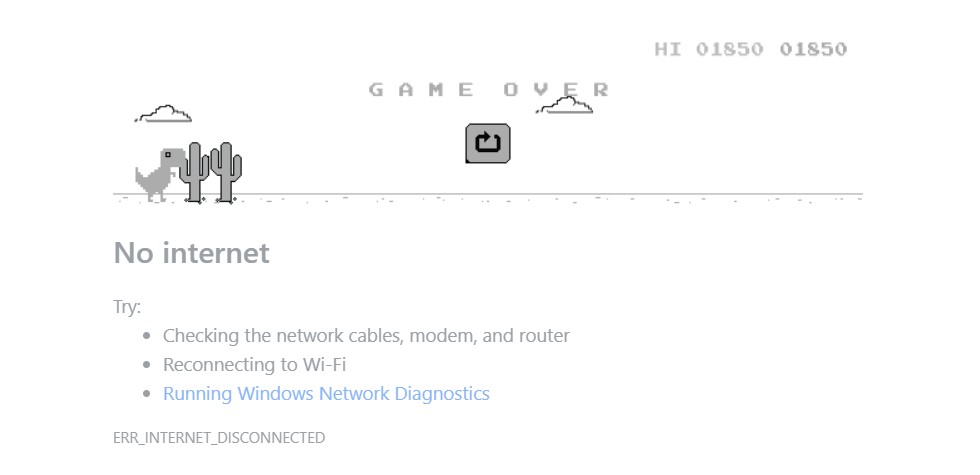 HI 01850 01850
GAME OVER
No internet
Try:
Checking the network cables, modem, and router
Reconnecting to Wi-Fi
Running Windows Network Diagnostics
ERR_INTERNET_DISCONNECTED